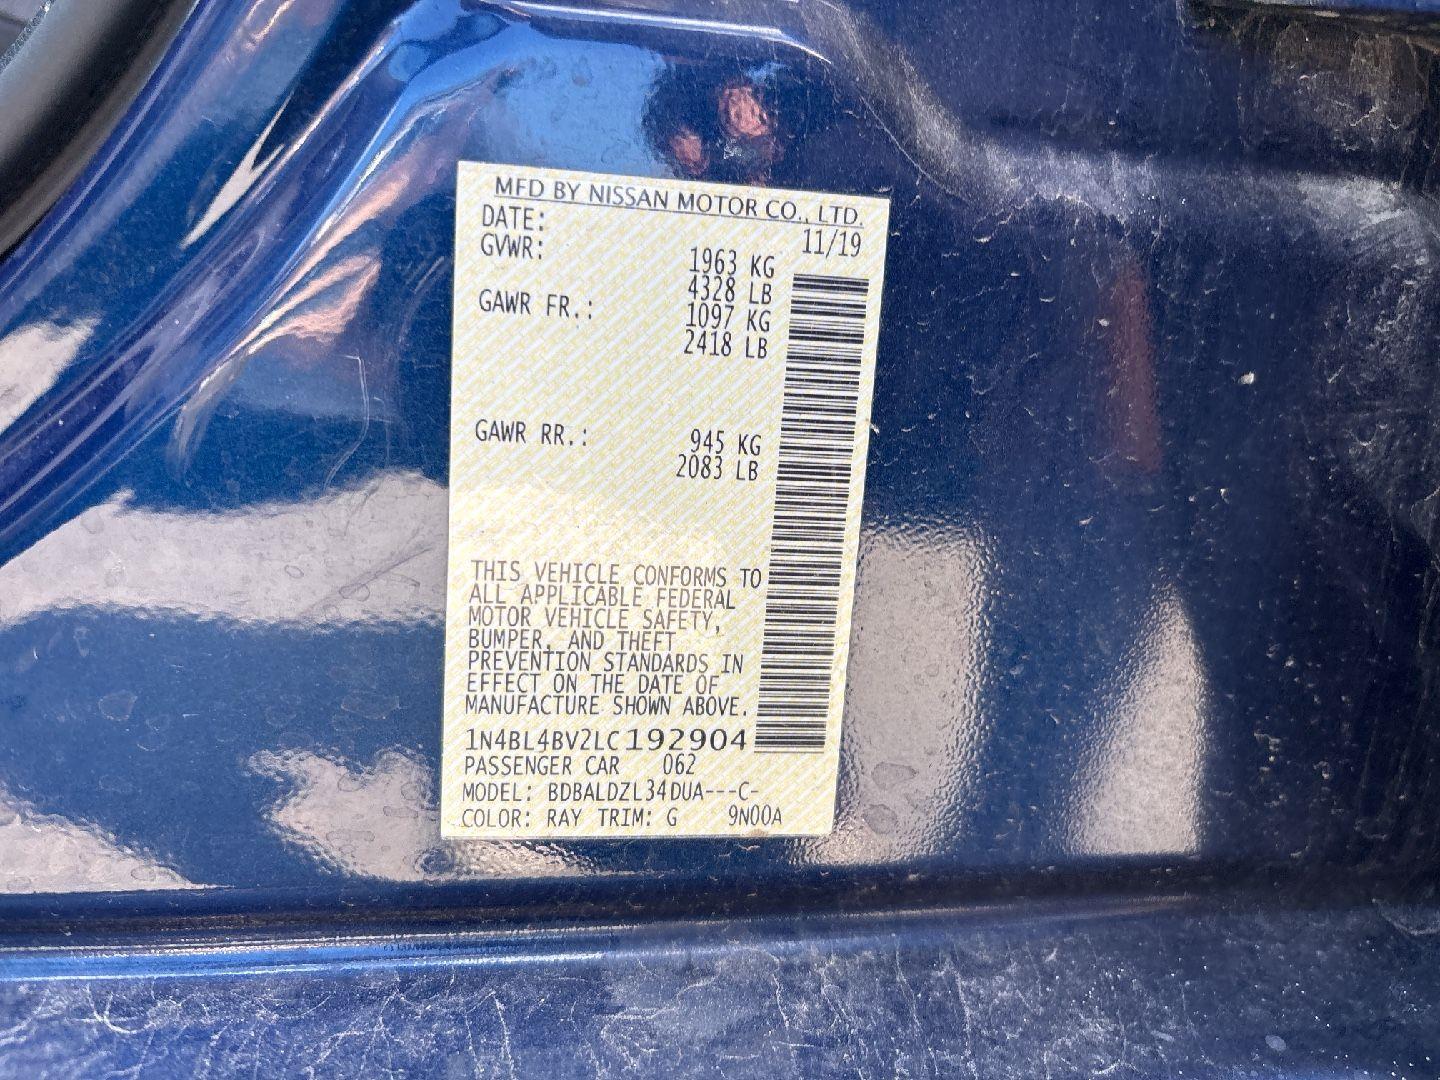 MFD BY NISSAN MOTOR CO., LTD.
DATE: 11/19
GVWR: 1963 KG
4328 LB
GAWR FR.: 1097 KG
2418 LB
GAWR RR.: 945 KG
2083 LB
THIS VEHICLE CONFORMS TO
ALL APPLICABLE FEDERAL
MOTOR VEHICLE SAFETY,
BUMPER, AND THEFT
PREVENTION STANDARDS IN
EFFECT ON THE DATE OF
MANUFACTURE SHOWN ABOVE.
1N4BL4BV2LC192904
PASSENGER CAR 062
MODEL: BDBALDZL34DUA---C-
COLOR: RAY TRIM: G 9N00A